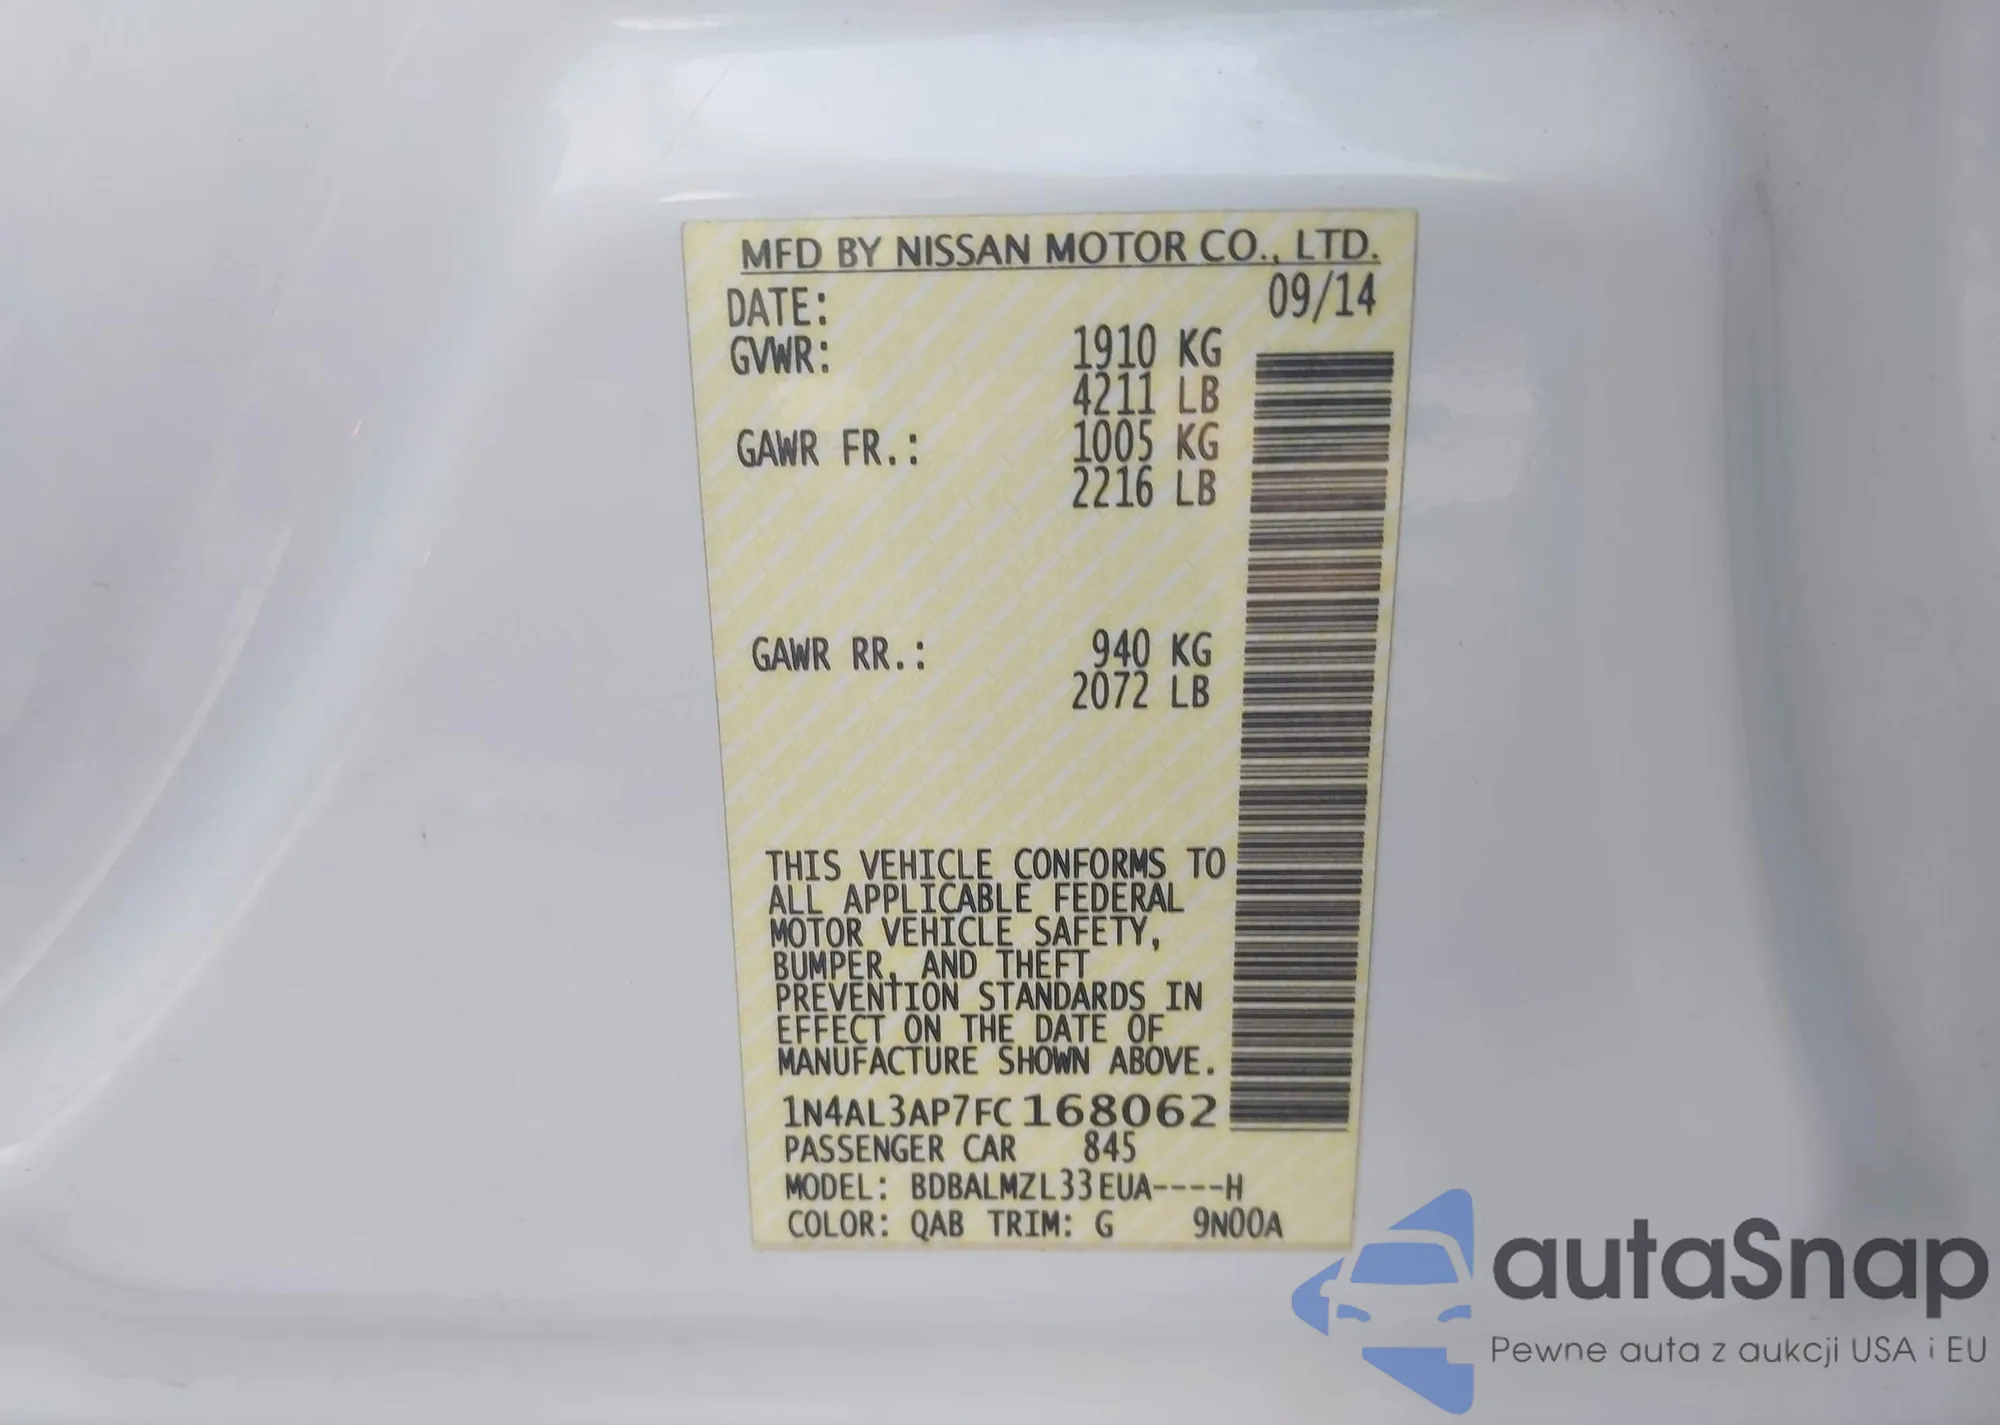 MFD BY NISSAN MOTOR CO., LTD.
DATE: 09/14
GVWR: 1910 KG
4211 LB
GAWR FR.: 1005 KG
2216 LB
GAWR RR.: 940 KG
2072 LB
THIS VEHICLE CONFORMS TO
ALL APPLICABLE FEDERAL
MOTOR VEHICLE SAFETY,
BUMPER, AND THEFT
PREVENTION STANDARDS IN
EFFECT ON THE DATE OF
MANUFACTURE SHOWN ABOVE.
1N4AL3AP7FC168062
PASSENGER CAR 845
MODEL: BDBALMZL33EUA----H
COLOR: QAB TRIM: G 9N00A
autaSnap
Pewne auta z aukcji USA i EU